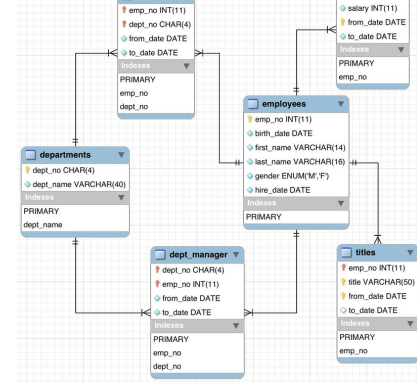 emp_no INT(11)
dept_no CHAR(4)
from_date DATE
to_date DATE
Indexes
PRIMARY
emp_no
dept_no
salary INT(11)
from_date DATE
to_date DATE
Indexes
PRIMARY
emp_no
employees
emp_no INT(11)
birth_date DATE
first_name VARCHAR(14)
last_name VARCHAR(16)
gender ENUM('M','F')
hire_date DATE
Indexes
PRIMARY
departments
dept_no CHAR(4)
dept_name VARCHAR(40)
Indexes
PRIMARY
dept_name
dept_manager
dept_no CHAR(4)
emp_no INT(11)
from_date DATE
to_date DATE
Indexes
PRIMARY
emp_no
dept_no
titles
emp_no INT(11)
title VARCHAR(50)
from_date DATE
to_date DATE
Indexes
PRIMARY
emp_no